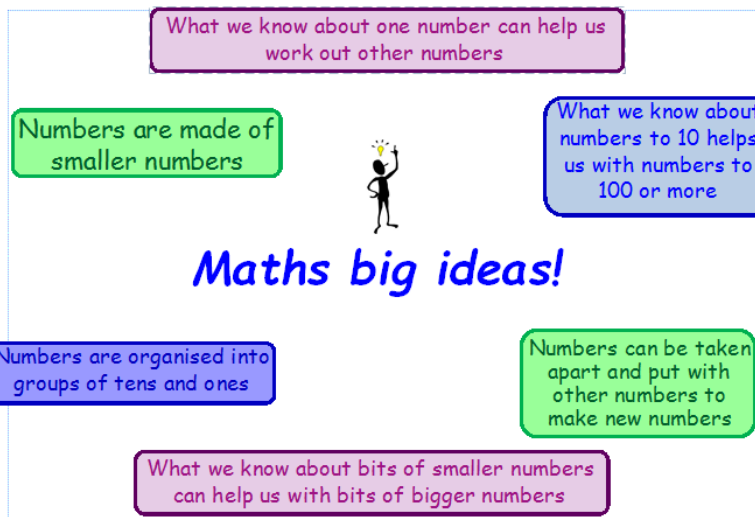 What we know about one number can help us
work out other numbers
Numbers are made of
smaller numbers
What we know about
numbers to 10 helps
us with numbers to
100 or more
Maths big ideas!
Numbers are organised into
groups of tens and ones
Numbers can be taken
apart and put with
other numbers to
make new numbers
What we know about bits of smaller numbers
can help us with bits of bigger numbers